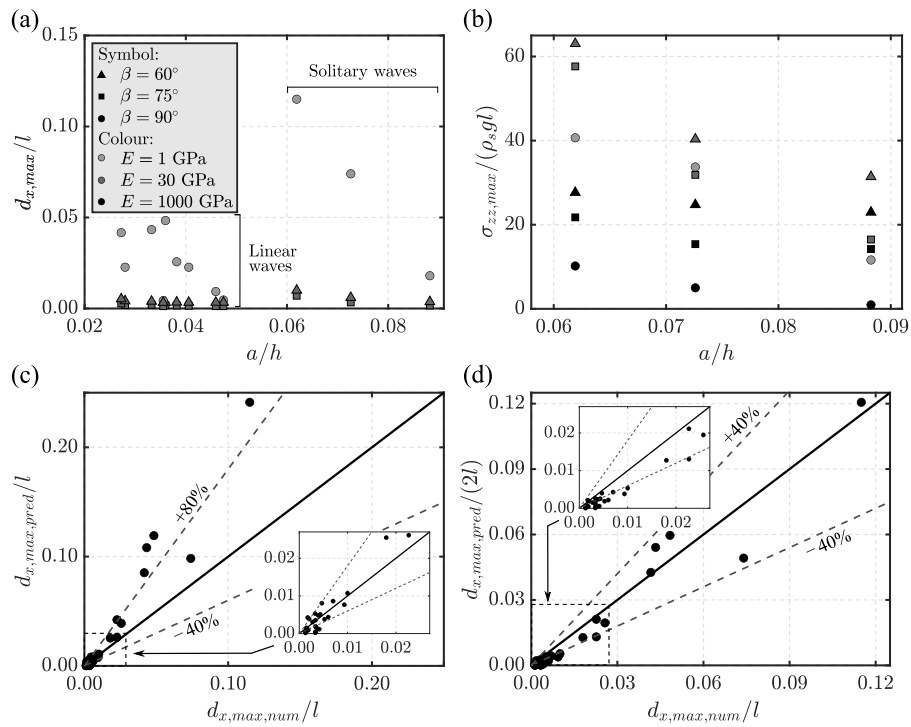 (a)
0.15
0.10
0.05
0.00
d_{x,max}/l
Symbol:
β = 60°
β = 75°
β = 90°
Colour:
E = 1 GPa
E = 30 GPa
E = 1000 GPa
Solitary waves
Linear
waves
0.02 0.04 0.06 0.08
a/h
(b)
60
40
20
0
σ_{zz,max}/(ρ_s gl)
0.06 0.07 0.08 0.09
a/h
(c)
0.20
0.10
0.00
d_{x,max,pred}/l
+80%
−40%
0.02
0.01
0.00
0.00 0.01 0.02
0.00 0.10 0.20
d_{x,max,num}/l
(d)
0.12
0.09
0.06
0.03
0.00
d_{x,max,pred}/(2l)
+40%
−40%
0.02
0.01
0.00
0.00 0.01 0.02
0.00 0.03 0.06 0.09 0.12
d_{x,max,num}/l